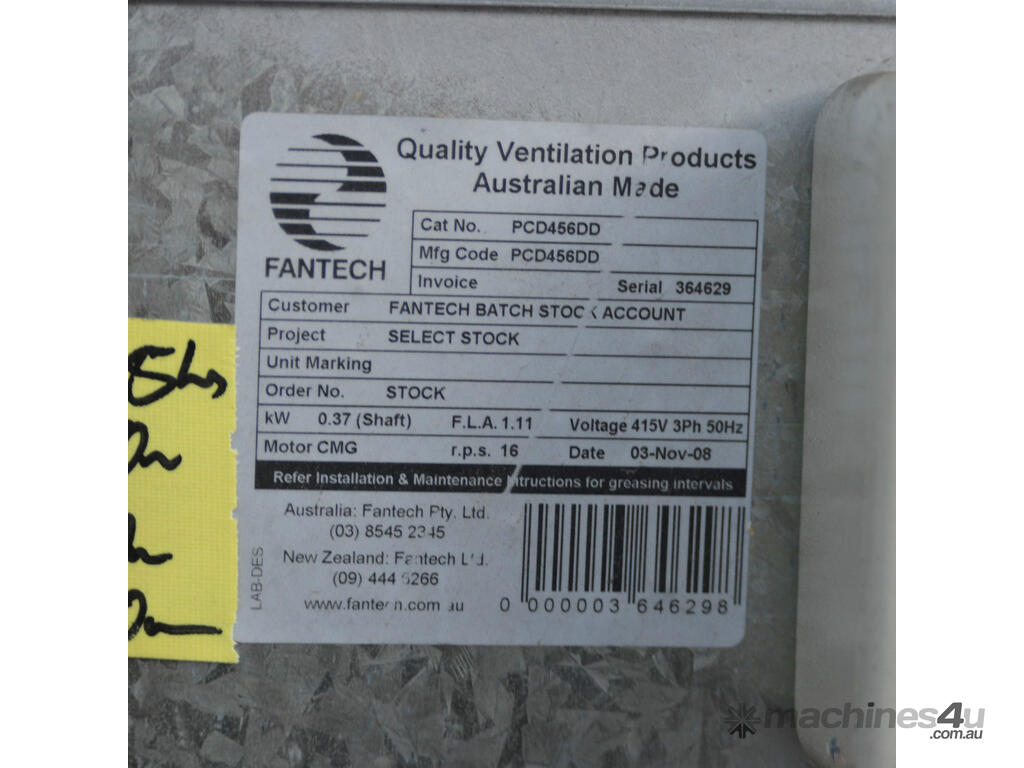 Quality Ventilation Products
Australian Made
FANTECH
Cat No. PCD456DD
Mfg Code PCD456DD
Invoice Serial 364629
Customer FANTECH BATCH STOCK ACCOUNT
Project SELECT STOCK
Unit Marking
Order No. STOCK
kW 0.37 (Shaft) F.L.A. 1.11 Voltage 415V 3Ph 50Hz
Motor CMG r.p.s. 16 Date 03-Nov-08
Refer Installation & Maintenance Intructions for greasing intervals
Australia: Fantech Pty. Ltd.
(03) 8545 2345
New Zealand: Fantech Ltd.
(09) 444 6266
www.fantech.com.au
LAB-DES
0 000003 646298
machines4u
.com.au